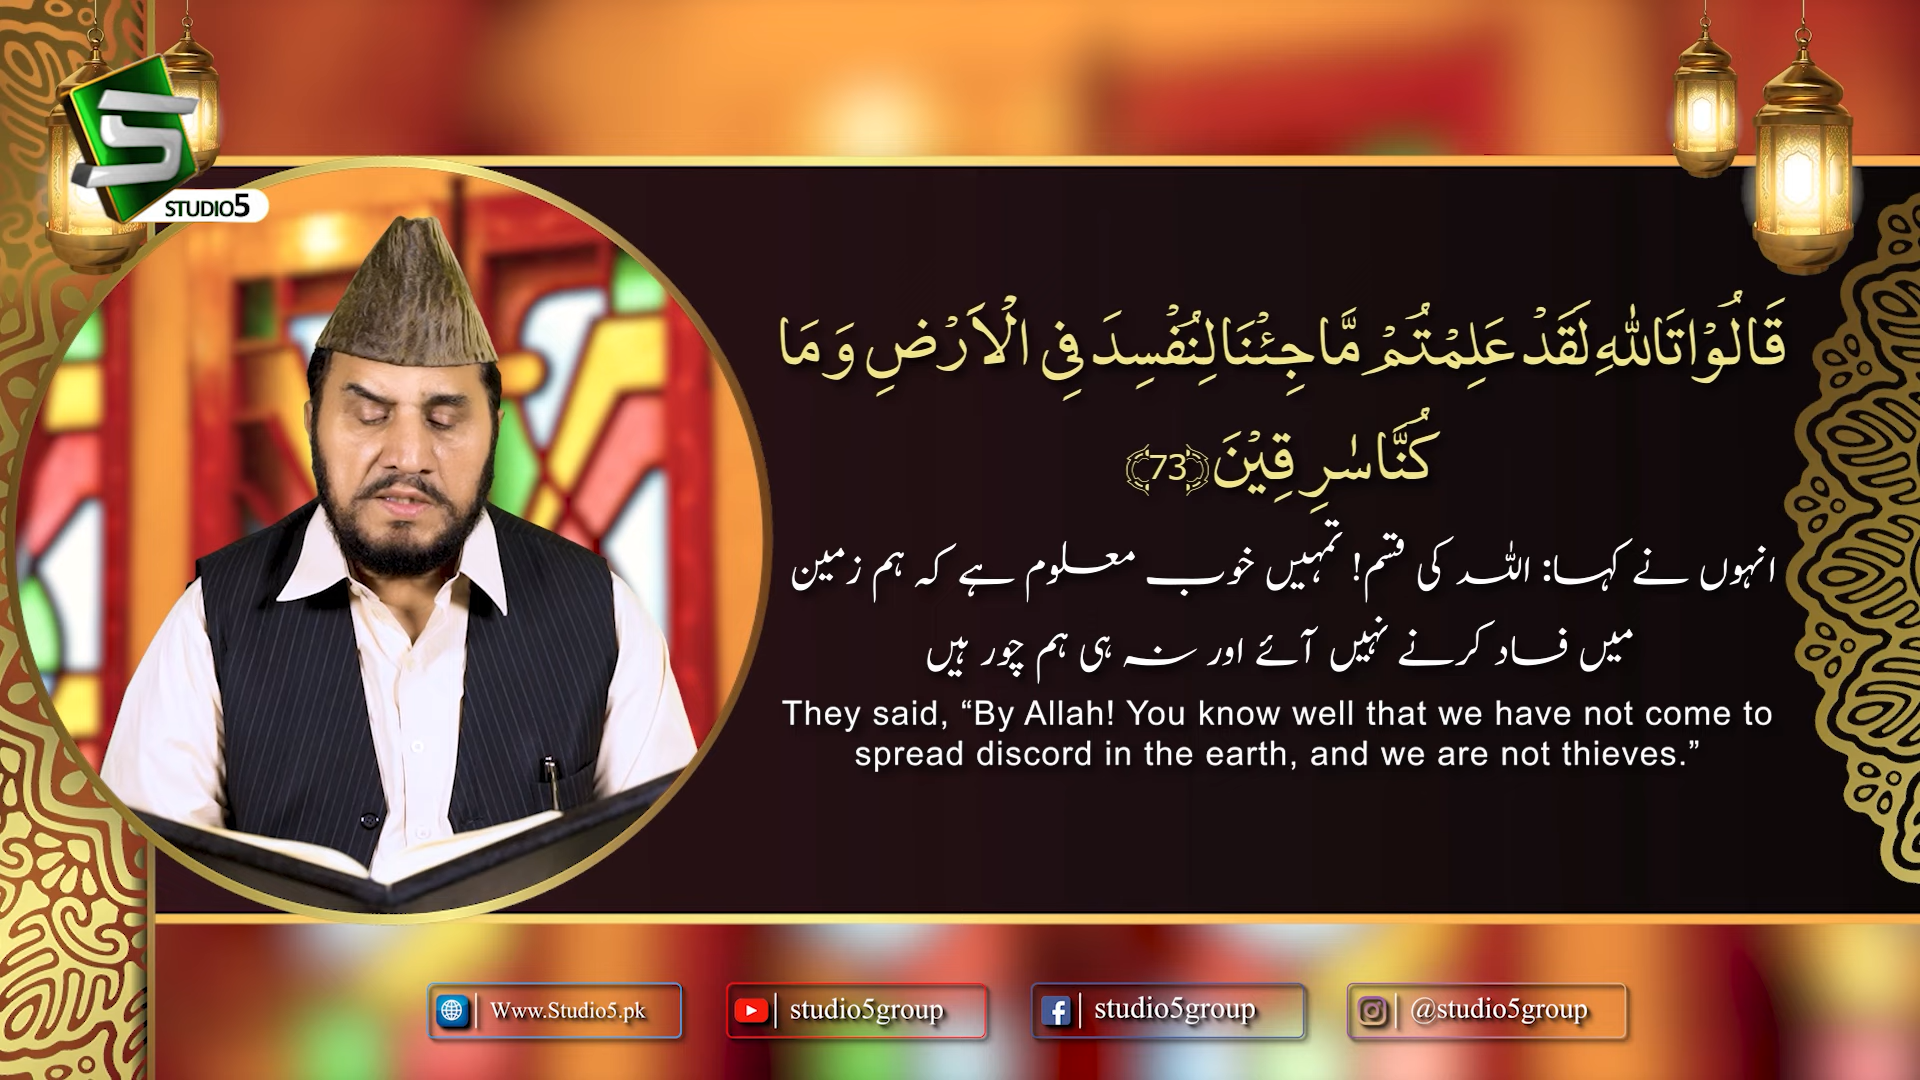 STUDIO5
قَالُوْا تَاللّٰهِ لَقَدْ عَلِمْتُمْ مَّا جِئْنَا لِنُفْسِدَ فِی الْاَرْضِ وَ مَا
كُنَّا سٰرِقِیْنَ ﴿73﴾
انہوں نے کہا: اللہ کی قسم! تمہیں خوب معلوم ہے کہ ہم زمین
میں فساد کرنے نہیں آئے اور نہ ہی ہم چور ہیں
They said, “By Allah! You know well that we have not come to
spread discord in the earth, and we are not thieves.”
Www.Studio5.pk
studio5group
studio5group
@studio5group